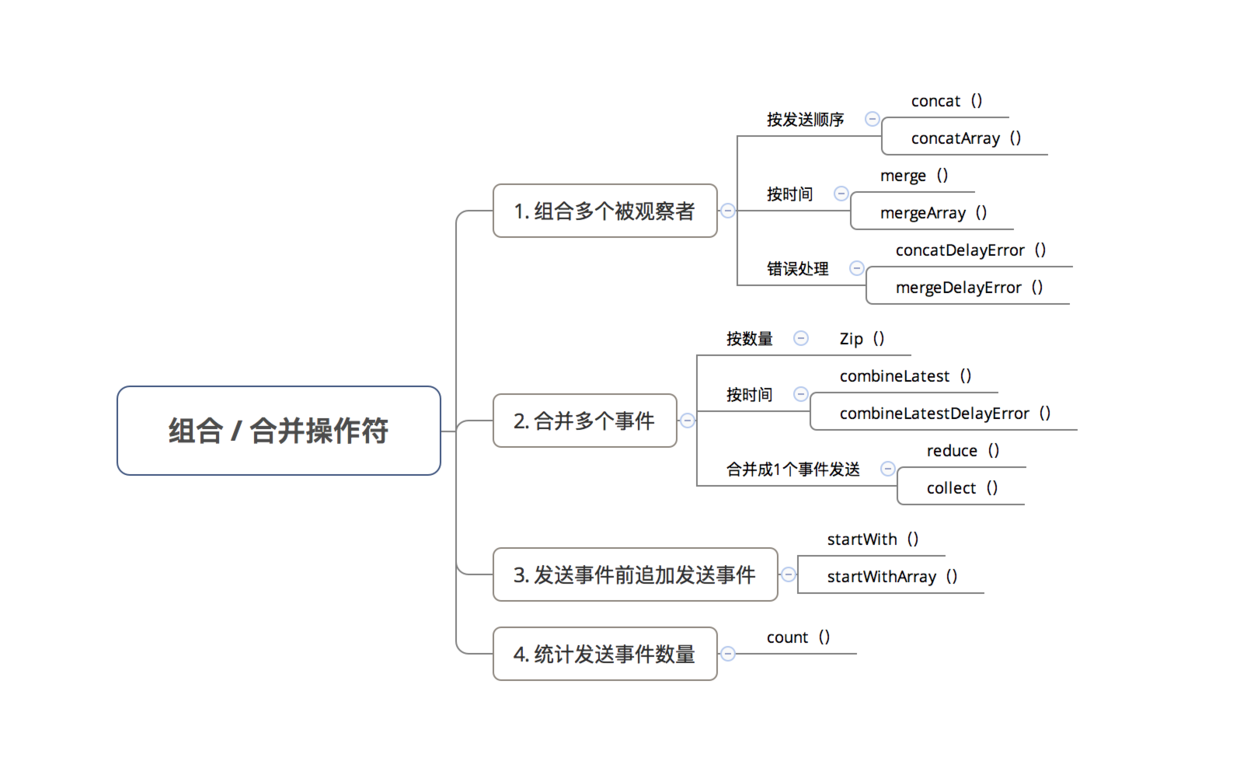 组合 / 合并操作符
1. 组合多个被观察者
按发送顺序
concat （）
concatArray （）
按时间
merge （）
mergeArray （）
错误处理
concatDelayError （）
mergeDelayError （）
2. 合并多个事件
按数量
Zip （）
按时间
combineLatest （）
combineLatestDelayError （）
合并成1个事件发送
reduce （）
collect （）
3. 发送事件前追加发送事件
startWith （）
startWithArray （）
4. 统计发送事件数量
count （）